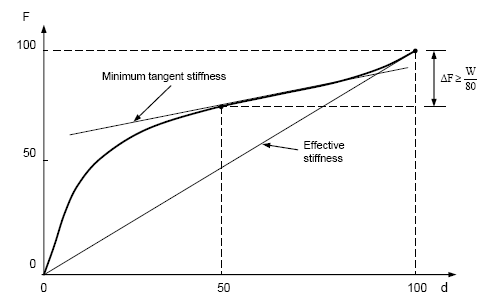 F
100
Minimum tangent stiffness
ΔF ≥ W
80
50
Effective
stiffness
0
0 50 100 d